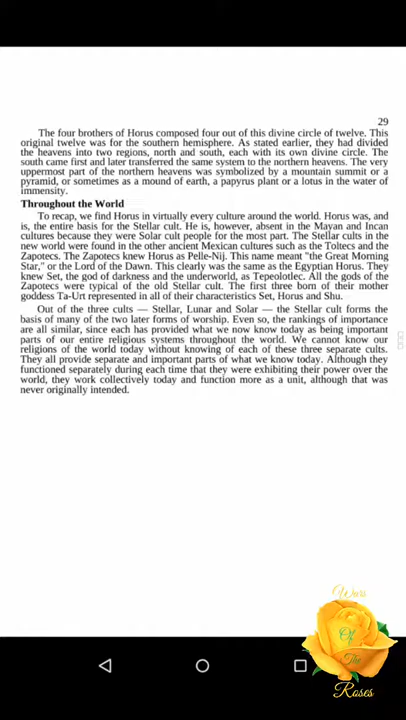 29
The four brothers of Horus composed four out of this divine circle of twelve. This
original twelve was for the southern hemisphere. As stated earlier, they had divided
the heavens into two regions, north and south, each with its own divine circle. The
south came first and later transferred the same system to the northern heavens. The very
uppermost part of the northern heavens was symbolized by a mountain summit or a
pyramid, or sometimes as a mound of earth, a papyrus plant or a lotus in the water of
immensity.
Throughout the World
To recap, we find Horus in virtually every culture around the world. Horus was, and
is, the entire basis for the Stellar cult. He is, however, absent in the Mayan and Incan
cultures because they were Solar cult people for the most part. The Stellar cults in the
new world were found in the other ancient Mexican cultures such as the Toltecs and the
Zapotecs. The Zapotecs knew Horus as Pelle-Nij. This name meant "the Great Morning
Star," or the Lord of the Dawn. This clearly was the same as the Egyptian Horus. They
knew Set, the god of darkness and the underworld, as Tepeolotlec. All the gods of the
Zapotecs were typical of the old Stellar cult. The first three born of their mother
goddess Ta-Urt represented in all of their characteristics Set, Horus and Shu.
Out of the three cults — Stellar, Lunar and Solar — the Stellar cult forms the
basis of many of the two later forms of worship. Even so, the rankings of importance
are all similar, since each has provided what we now know today as being important
parts of our entire religious systems throughout the world. We cannot know our
religions of the world today without knowing of each of these three separate cults.
They all provide separate and important parts of what we know today. Although they
functioned separately during each time that they were exhibiting their power over the
world, they work collectively today and function more as a unit, although that was
never originally intended.
Wars
Of
The
Roses